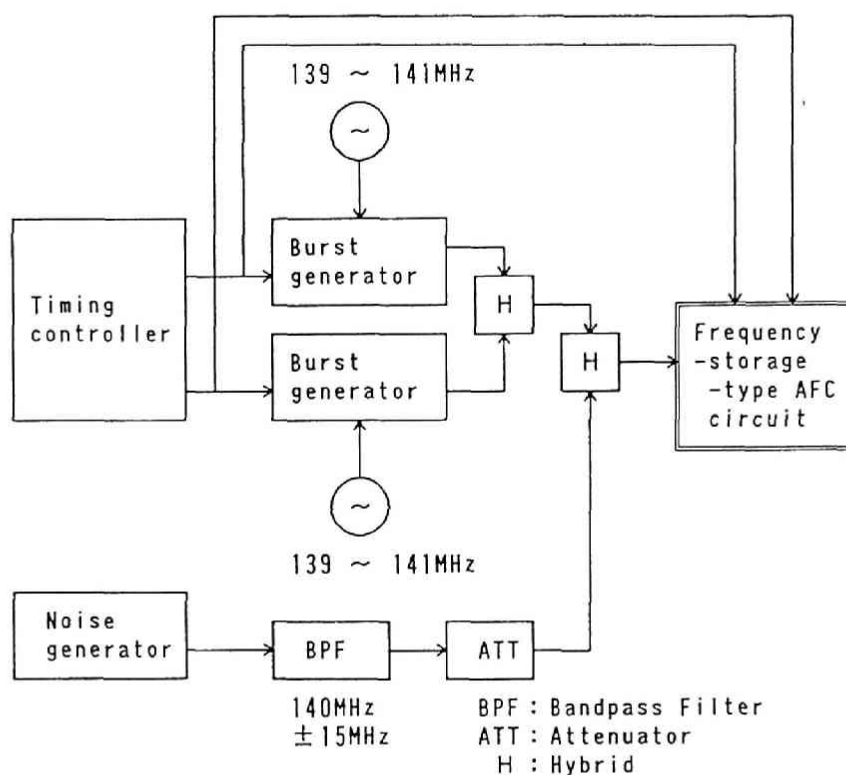 139 ~ 141MHz
~
Timing
controller
Burst
generator
H
Burst
generator
H
Frequency
-storage
-type AFC
circuit
~
139 ~ 141MHz
Noise
generator
BPF
ATT
140MHz
±15MHz
BPF : Bandpass Filter
ATT : Attenuator
H : Hybrid